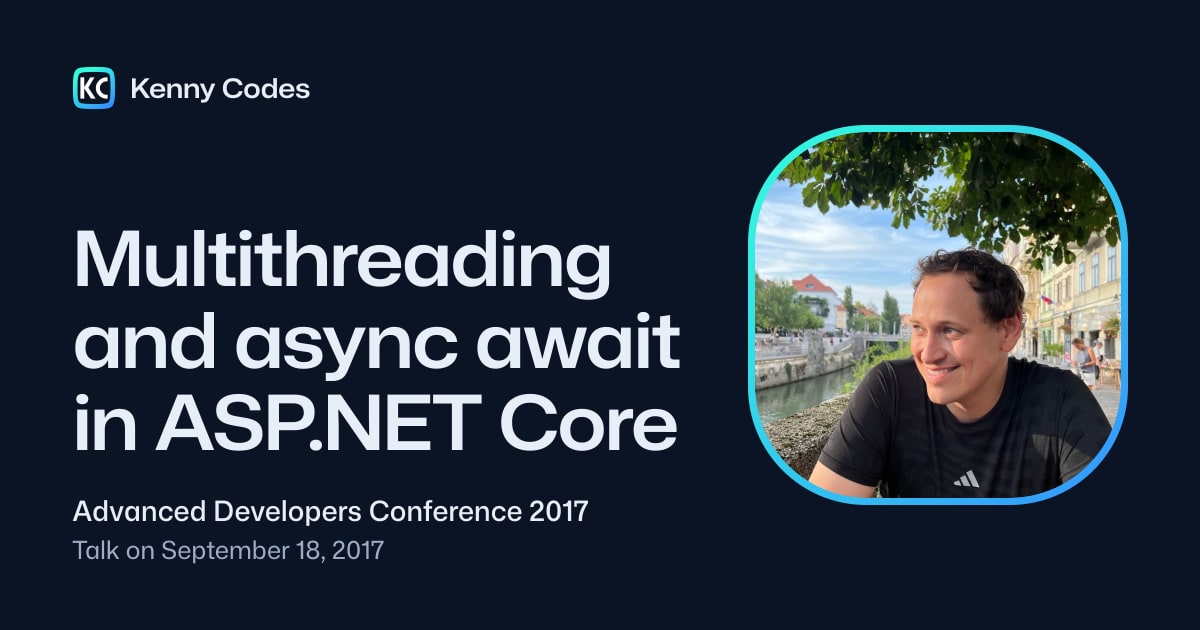 KC Kenny Codes
Multithreading
and async await
in ASP.NET Core
Advanced Developers Conference 2017
Talk on September 18, 2017